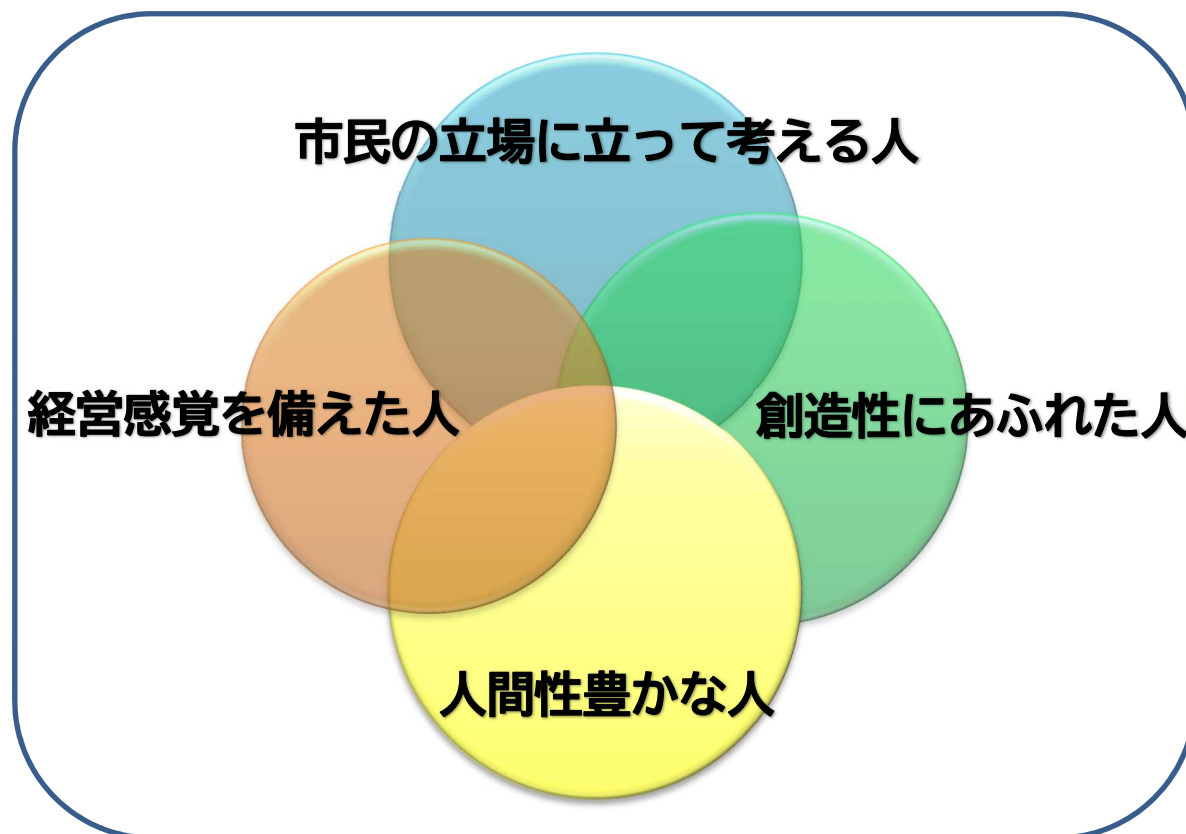 市民の立場に立って考える人
経営感覚を備えた人
創造性にあふれた人
人間性豊かな人